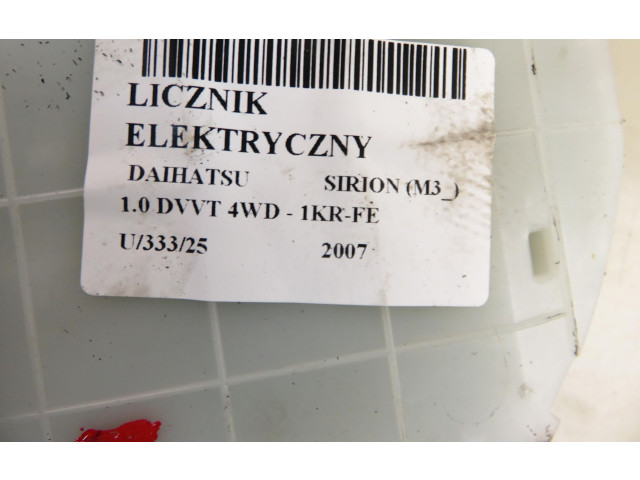 LICZNIK
ELEKTRYCZNY
DAIHATSU SIRION (M3_)
1.0 DVVT 4WD - 1KR-FE
U/333/25 2007